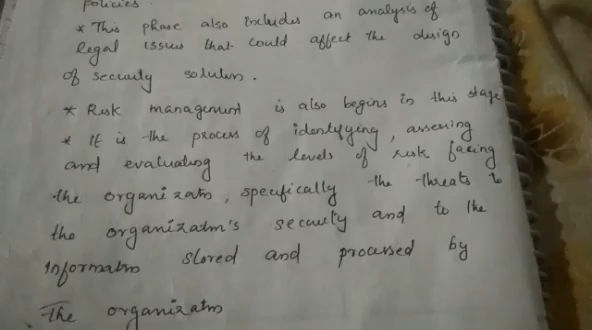 policies.
* This phase also includes an analysis of
legal issues that could affect the design
of security solution.
* Risk management is also begins in this stage
* It is the process of identifying, assessing
and evaluating the levels of risk facing
the organization, specifically the threats to
the organization's security and to the
information stored and processed by
The organization